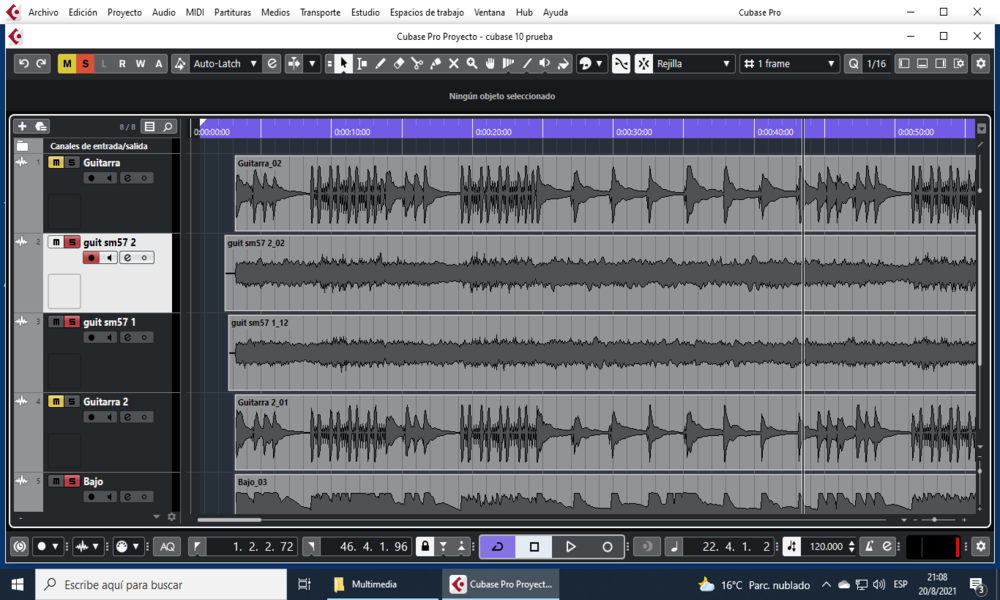 Archivo Edición Proyecto Audio MIDI Partituras Medios Transporte Estudio Espacios de trabajo Ventana Hub Ayuda Cubase Pro
Cubase Pro Proyecto - cubase 10 prueba
M S L R W A Auto-Latch e Rejilla 1 frame Q 1/16
Ningún objeto seleccionado
8 / 8 0:00:00:00 0:00:10:00 0:00:20:00 0:00:30:00 0:00:40:00 0:00:50:00
Canales de entrada/salida
1 m S Guitarra Guitarra_02
e
2 m S guit sm57 2 guit sm57 2_02
e
3 m S guit sm57 1 guit sm57 1_12
e
4 m S Guitarra 2 Guitarra 2_01
e
5 m S Bajo Bajo_03
e
AQ 1. 2. 2. 72 46. 4. 1. 96 22. 4. 1. 2 120.000 e
Escribe aquí para buscar Multimedia Cubase Pro Proyect... 16°C Parc. nublado ESP 21:08
20/8/2021 3